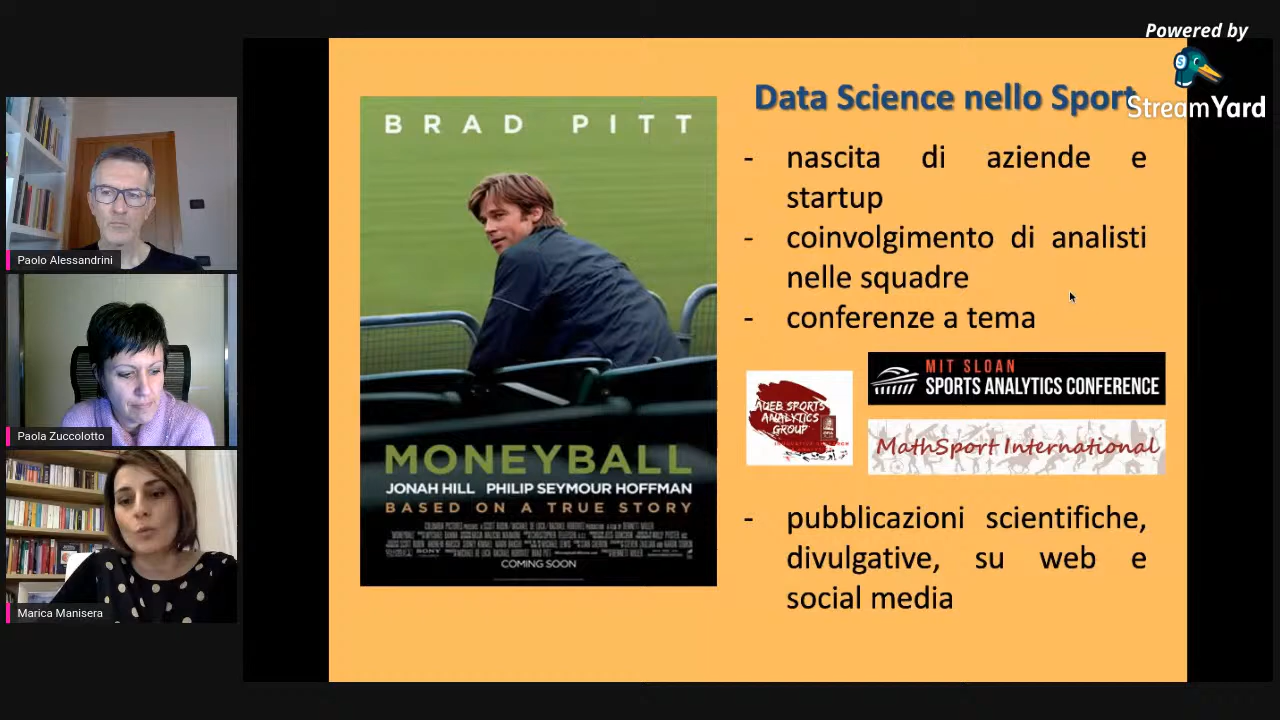 Powered by
StreamYard
Paolo Alessandrini
Paola Zuccolotto
Marica Manisera
BRAD PITT
MONEYBALL
JONAH HILL PHILIP SEYMOUR HOFFMAN
BASED ON A TRUE STORY
SONY
COMING SOON
Data Science nello Sport
- nascita di aziende e
startup
- coinvolgimento di analisti
nelle squadre
- conferenze a tema
AUEB SPORTS
ANALYTICS
GROUP
MIT SLOAN
SPORTS ANALYTICS CONFERENCE
MathSport International
- pubblicazioni scientifiche,
divulgative, su web e
social media